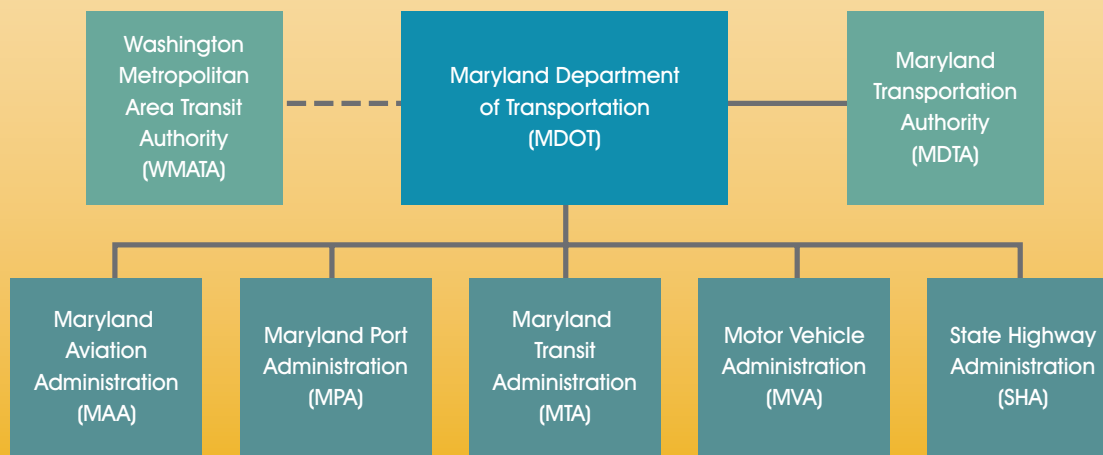 Washington
Metropolitan
Area Transit
Authority
(WMATA)
Maryland Department
of Transportation
(MDOT)
Maryland
Transportation
Authority
(MDTA)
Maryland
Aviation
Administration
(MAA)
Maryland Port
Administration
(MPA)
Maryland
Transit
Administration
(MTA)
Motor Vehicle
Administration
(MVA)
State Highway
Administration
(SHA)